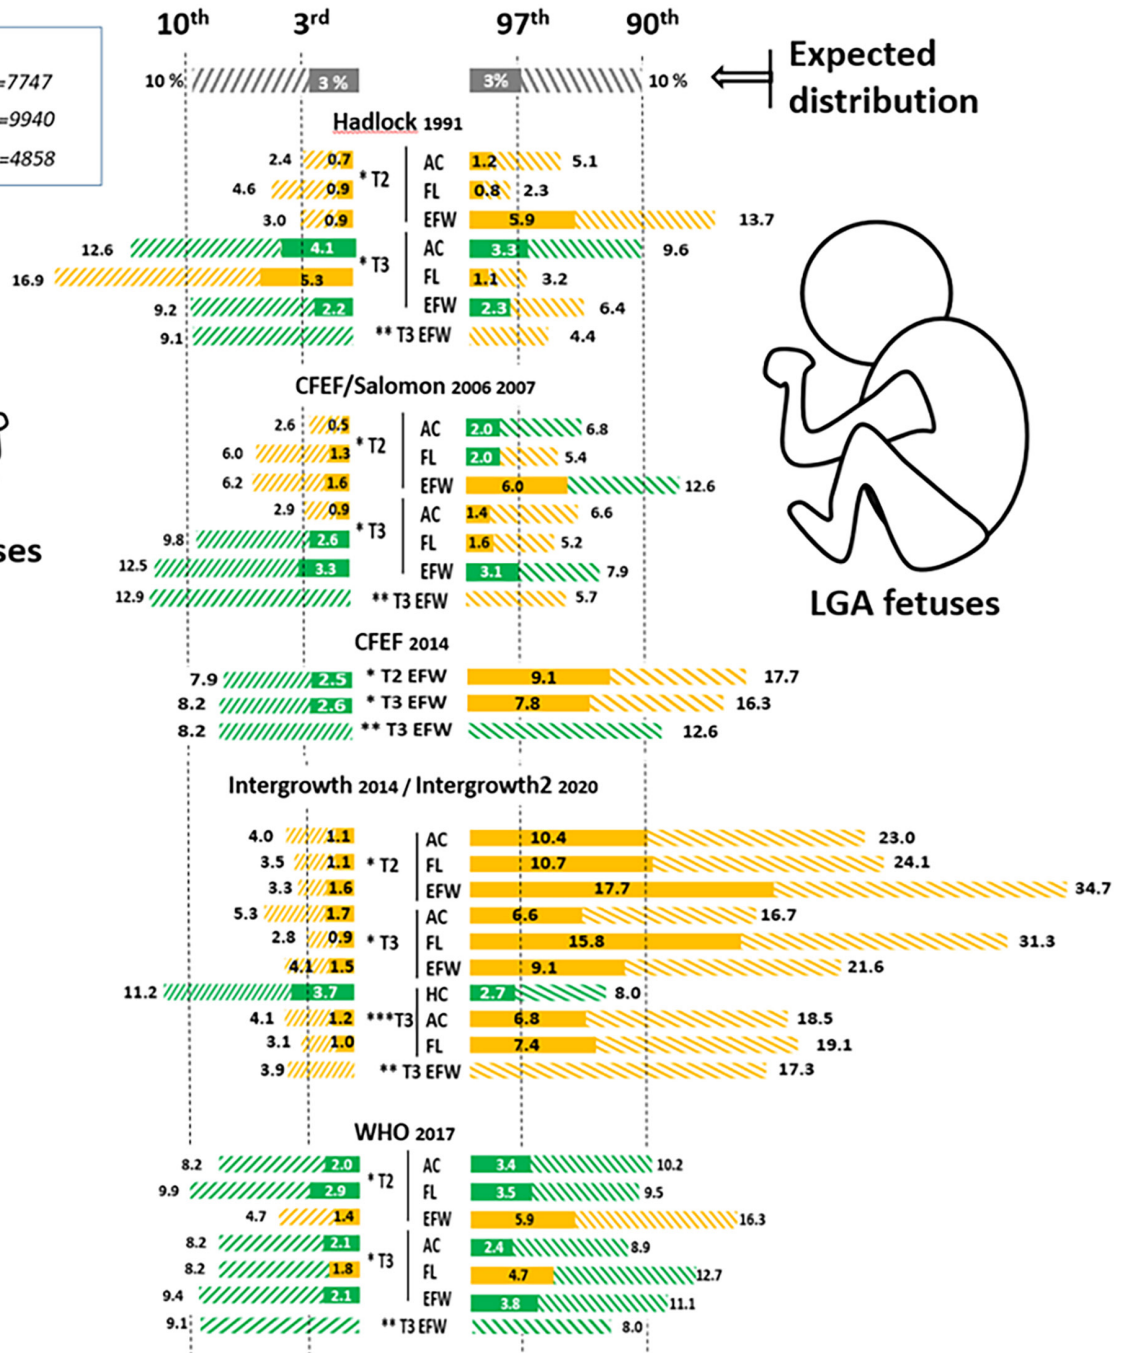 10th 3rd 97th 90th
=7747
=9940
=4858
10 % 3 % 3% 10 %
Expected
distribution
Hadlock 1991
2.4 0.7 * T2 AC 1.2 5.1
4.6 0.9 FL 0.8 2.3
3.0 0.9 EFW 5.9 13.7
12.6 4.1 * T3 AC 3.3 9.6
16.9 5.3 FL 1.1 3.2
9.2 2.2 EFW 2.3 6.4
9.1 ** T3 EFW 4.4
CFEF/Salomon 2006 2007
2.6 0.5 * T2 AC 2.0 6.8
6.0 1.3 FL 2.0 5.4
6.2 1.6 EFW 6.0 12.6
2.9 0.9 * T3 AC 1.4 6.6
9.8 2.6 FL 1.6 5.2
12.5 3.3 EFW 3.1 7.9
12.9 ** T3 EFW 5.7
ses
LGA fetuses
CFEF 2014
7.9 2.5 * T2 EFW 9.1 17.7
8.2 2.6 * T3 EFW 7.8 16.3
8.2 ** T3 EFW 12.6
Intergrowth 2014 / Intergrowth2 2020
4.0 1.1 * T2 AC 10.4 23.0
3.5 1.1 FL 10.7 24.1
3.3 1.6 EFW 17.7 34.7
5.3 1.7 * T3 AC 6.6 16.7
2.8 0.9 FL 15.8 31.3
4.1 1.5 EFW 9.1 21.6
11.2 3.7 ***T3 HC 2.7 8.0
4.1 1.2 AC 6.8 18.5
3.1 1.0 FL 7.4 19.1
3.9 ** T3 EFW 17.3
WHO 2017
8.2 2.0 * T2 AC 3.4 10.2
9.9 2.9 FL 3.5 9.5
4.7 1.4 EFW 5.9 16.3
8.2 2.1 * T3 AC 2.4 8.9
8.2 1.8 FL 4.7 12.7
9.4 2.1 EFW 3.8 11.1
9.1 ** T3 EFW 8.0